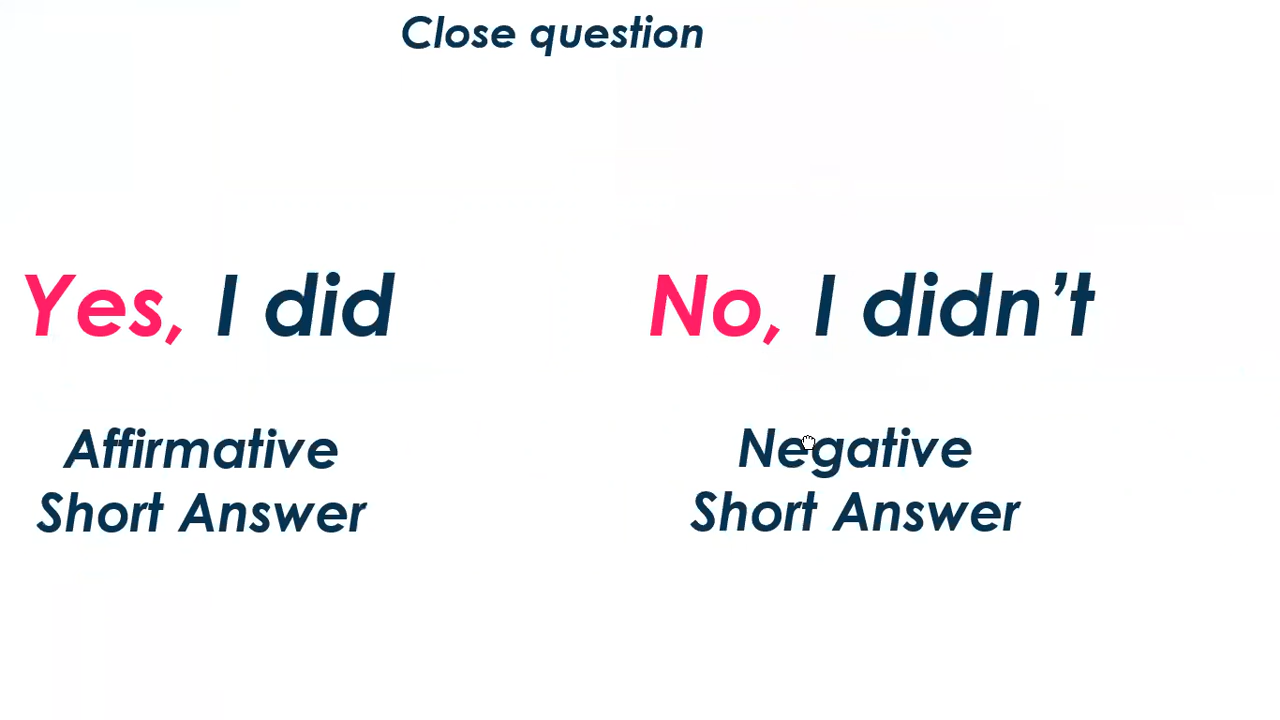 Close question
Yes, I did
No, I didn’t
Affirmative
Short Answer
Negative
Short Answer